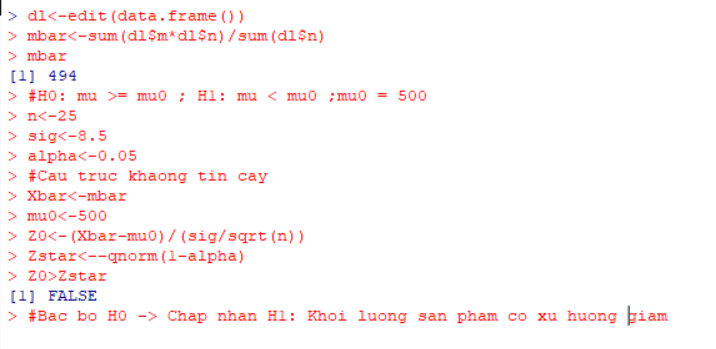 > dl<-edit(data.frame())
> mbar<-sum(dl$m*dl$n)/sum(dl$n)
> mbar
[1] 494
> #H0: mu >= mu0 ; H1: mu < mu0 ;mu0 = 500
> n<-25
> sig<-8.5
> alpha<-0.05
> #Cau truc khaong tin cay
> Xbar<-mbar
> mu0<-500
> Z0<-(Xbar-mu0)/(sig/sqrt(n))
> Zstar<--qnorm(1-alpha)
> Z0>Zstar
[1] FALSE
> #Bac bo H0 -> Chap nhan H1: Khoi luong san pham co xu huong giam